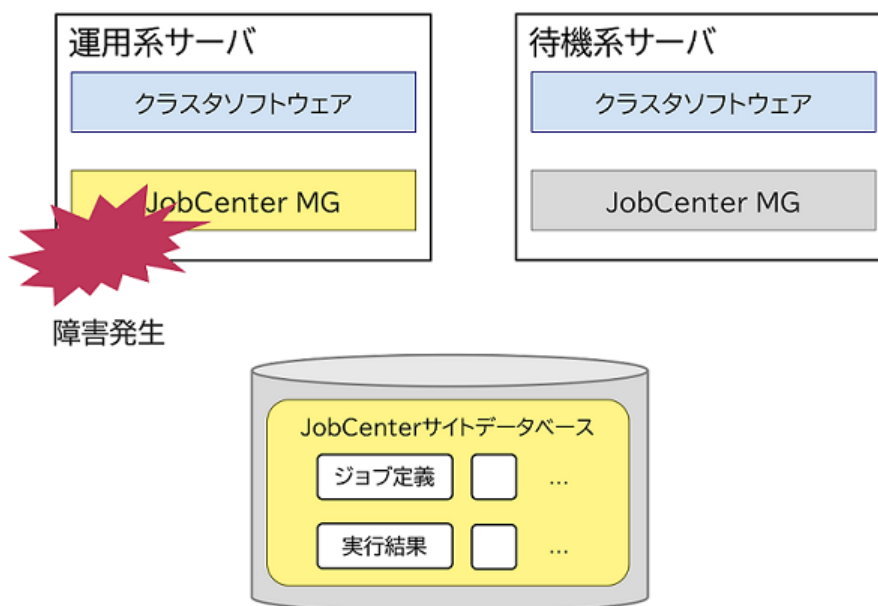 運用系サーバ
クラスタソフトウェア
JobCenter MG
障害発生
待機系サーバ
クラスタソフトウェア
JobCenter MG
JobCenterサイトデータベース
ジョブ定義
...
実行結果
...